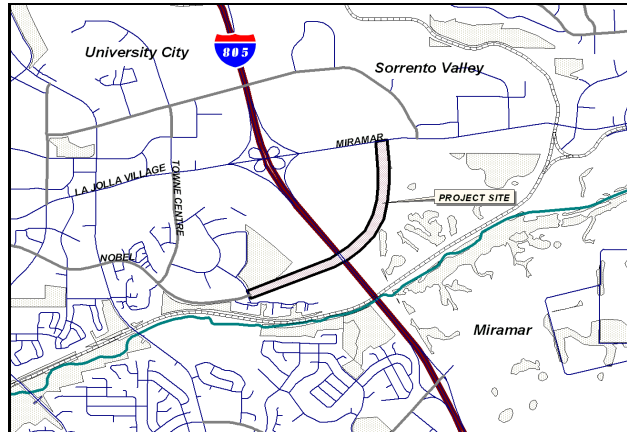 University City
805
Sorrento Valley
MIRAMAR
LA JOLLA VILLAGE
TOWNE CENTRE
PROJECT SITE
NOBEL
Miramar